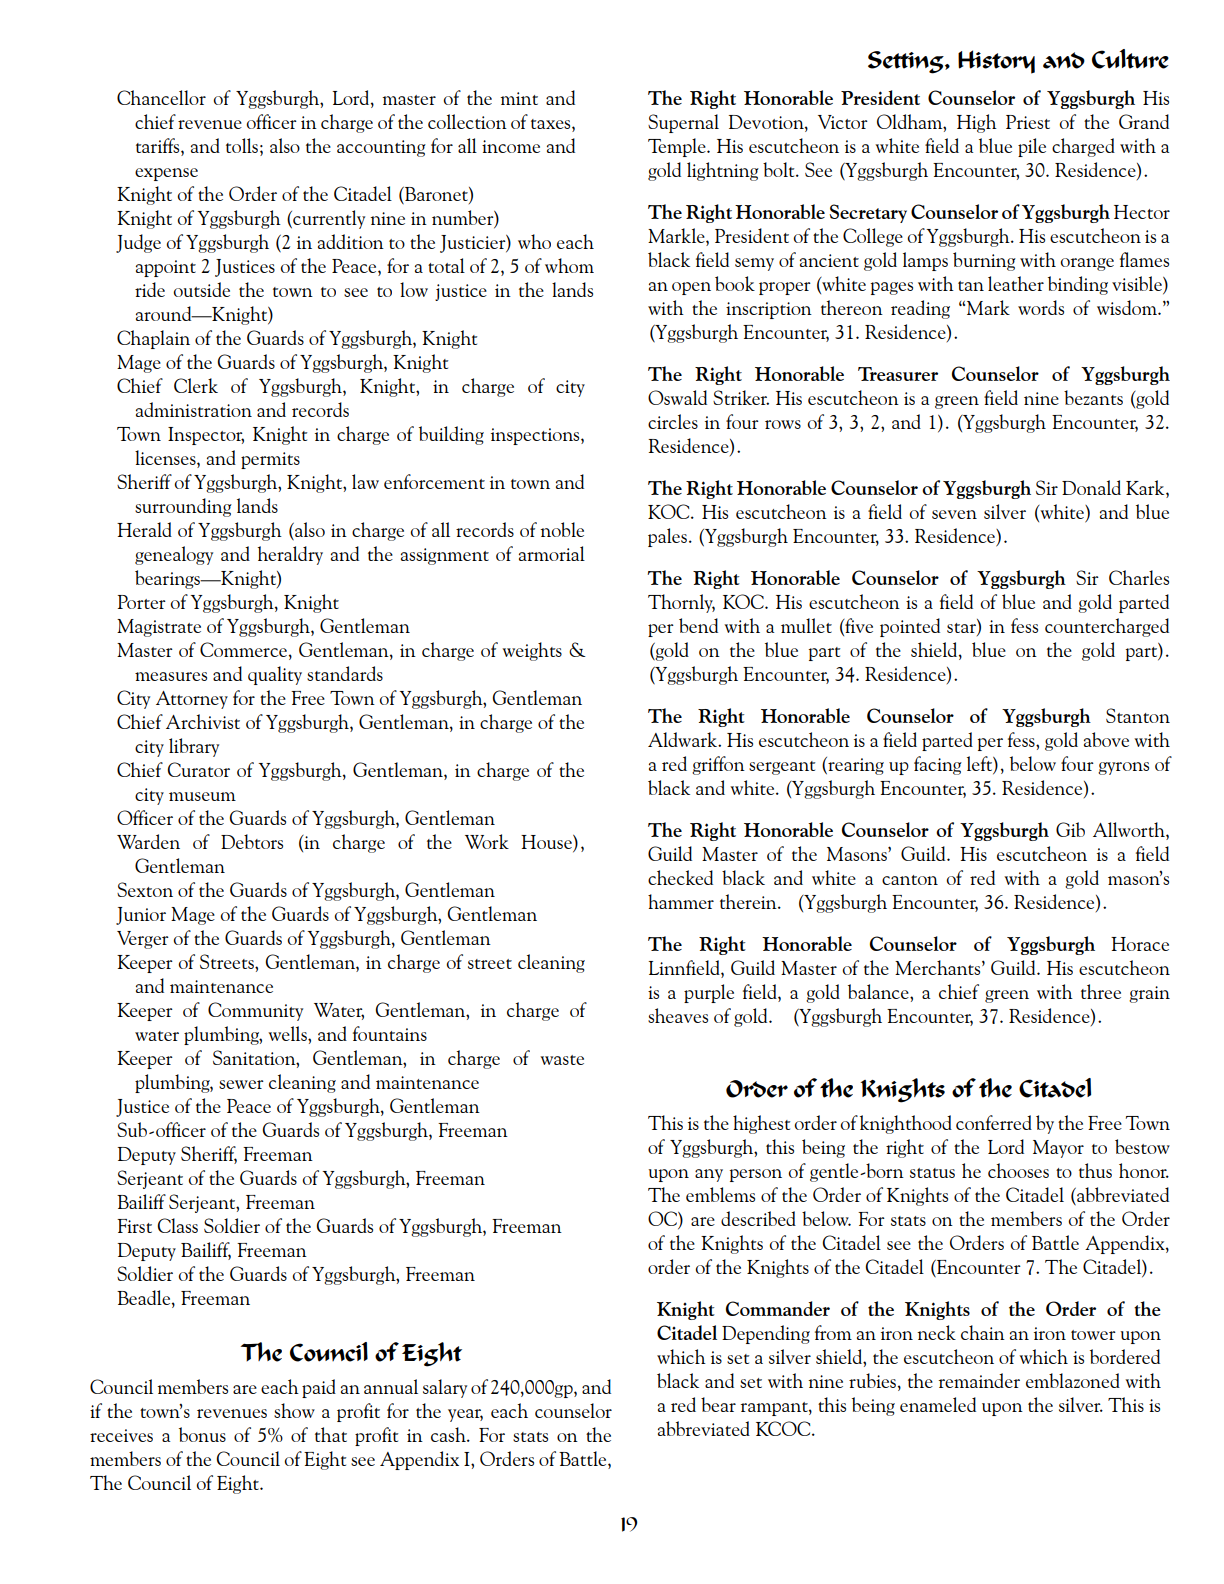 Setting, History and Culture
Chancellor of Yggsburgh, Lord, master of the mint and
chief revenue officer in charge of the collection of taxes,
tariffs, and tolls; also the accounting for all income and
expense
Knight of the Order of the Citadel (Baronet)
Knight of Yggsburgh (currently nine in number)
Judge of Yggsburgh (2 in addition to the Justicier) who each
appoint 2 Justices of the Peace, for a total of 2, 5 of whom
ride outside the town to see to low justice in the lands
around—Knight)
Chaplain of the Guards of Yggsburgh, Knight
Mage of the Guards of Yggsburgh, Knight
Chief Clerk of Yggsburgh, Knight, in charge of city
administration and records
Town Inspector, Knight in charge of building inspections,
licenses, and permits
Sheriff of Yggsburgh, Knight, law enforcement in town and
surrounding lands
Herald of Yggsburgh (also in charge of all records of noble
genealogy and heraldry and the assignment of armorial
bearings—Knight)
Porter of Yggsburgh, Knight
Magistrate of Yggsburgh, Gentleman
Master of Commerce, Gentleman, in charge of weights &
measures and quality standards
City Attorney for the Free Town of Yggsburgh, Gentleman
Chief Archivist of Yggsburgh, Gentleman, in charge of the
city library
Chief Curator of Yggsburgh, Gentleman, in charge of the
city museum
Officer of the Guards of Yggsburgh, Gentleman
Warden of Debtors (in charge of the Work House),
Gentleman
Sexton of the Guards of Yggsburgh, Gentleman
Junior Mage of the Guards of Yggsburgh, Gentleman
Verger of the Guards of Yggsburgh, Gentleman
Keeper of Streets, Gentleman, in charge of street cleaning
and maintenance
Keeper of Community Water, Gentleman, in charge of
water plumbing, wells, and fountains
Keeper of Sanitation, Gentleman, in charge of waste
plumbing, sewer cleaning and maintenance
Justice of the Peace of Yggsburgh, Gentleman
Sub-officer of the Guards of Yggsburgh, Freeman
Deputy Sheriff, Freeman
Serjeant of the Guards of Yggsburgh, Freeman
Bailiff Serjeant, Freeman
First Class Soldier of the Guards of Yggsburgh, Freeman
Deputy Bailiff, Freeman
Soldier of the Guards of Yggsburgh, Freeman
Beadle, Freeman
The Council of Eight
Council members are each paid an annual salary of 240,000gp, and
if the town's revenues show a profit for the year, each counselor
receives a bonus of 5% of that profit in cash. For stats on the
members of the Council of Eight see Appendix I, Orders of Battle,
The Council of Eight.
The Right Honorable President Counselor of Yggsburgh His
Supernal Devotion, Victor Oldham, High Priest of the Grand
Temple. His escutcheon is a white field a blue pile charged with a
gold lightning bolt. See (Yggsburgh Encounter, 30. Residence).
The Right Honorable Secretary Counselor of Yggsburgh Hector
Markle, President of the College of Yggsburgh. His escutcheon is a
black field semy of ancient gold lamps burning with orange flames
an open book proper (white pages with tan leather binding visible)
with the inscription thereon reading “Mark words of wisdom.”
(Yggsburgh Encounter, 31. Residence).
The Right Honorable Treasurer Counselor of Yggsburgh
Oswald Striker. His escutcheon is a green field nine bezants (gold
circles in four rows of 3, 3, 2, and 1). (Yggsburgh Encounter, 32.
Residence).
The Right Honorable Counselor of Yggsburgh Sir Donald Kark,
KOC. His escutcheon is a field of seven silver (white) and blue
pales. (Yggsburgh Encounter, 33. Residence).
The Right Honorable Counselor of Yggsburgh Sir Charles
Thornly, KOC. His escutcheon is a field of blue and gold parted
per bend with a mullet (five pointed star) in fess countercharged
(gold on the blue part of the shield, blue on the gold part).
(Yggsburgh Encounter, 34. Residence).
The Right Honorable Counselor of Yggsburgh Stanton
Aldwark. His escutcheon is a field parted per fess, gold above with
a red griffon sergeant (rearing up facing left), below four gyrons of
black and white. (Yggsburgh Encounter, 35. Residence).
The Right Honorable Counselor of Yggsburgh Gib Allworth,
Guild Master of the Masons' Guild. His escutcheon is a field
checked black and white a canton of red with a gold mason's
hammer therein. (Yggsburgh Encounter, 36. Residence).
The Right Honorable Counselor of Yggsburgh Horace
Linnfield, Guild Master of the Merchants' Guild. His escutcheon
is a purple field, a gold balance, a chief green with three grain
sheaves of gold. (Yggsburgh Encounter, 37. Residence).
Order of the Knights of the Citadel
This is the highest order of knighthood conferred by the Free Town
of Yggsburgh, this being the right of the Lord Mayor to bestow
upon any person of gentle-born status he chooses to thus honor.
The emblems of the Order of Knights of the Citadel (abbreviated
OC) are described below. For stats on the members of the Order
of the Knights of the Citadel see the Orders of Battle Appendix,
order of the Knights of the Citadel (Encounter 7. The Citadel).
Knight Commander of the Knights of the Order of the
Citadel Depending from an iron neck chain an iron tower upon
which is set a silver shield, the escutcheon of which is bordered
black and set with nine rubies, the remainder emblazoned with
a red bear rampant, this being enameled upon the silver. This is
abbreviated KCOC.
19